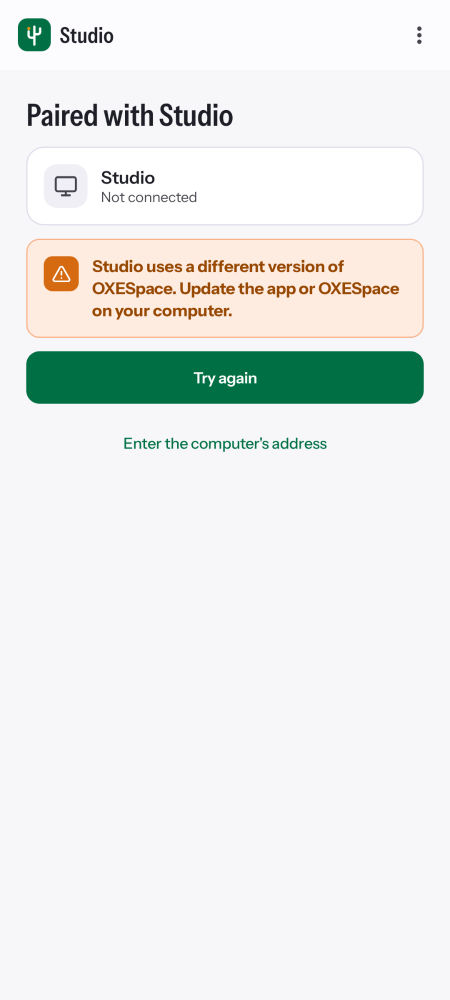 Studio
Paired with Studio
Studio
Not connected
Studio uses a different version of
OXESpace. Update the app or OXESpace
on your computer.
Try again
Enter the computer's address